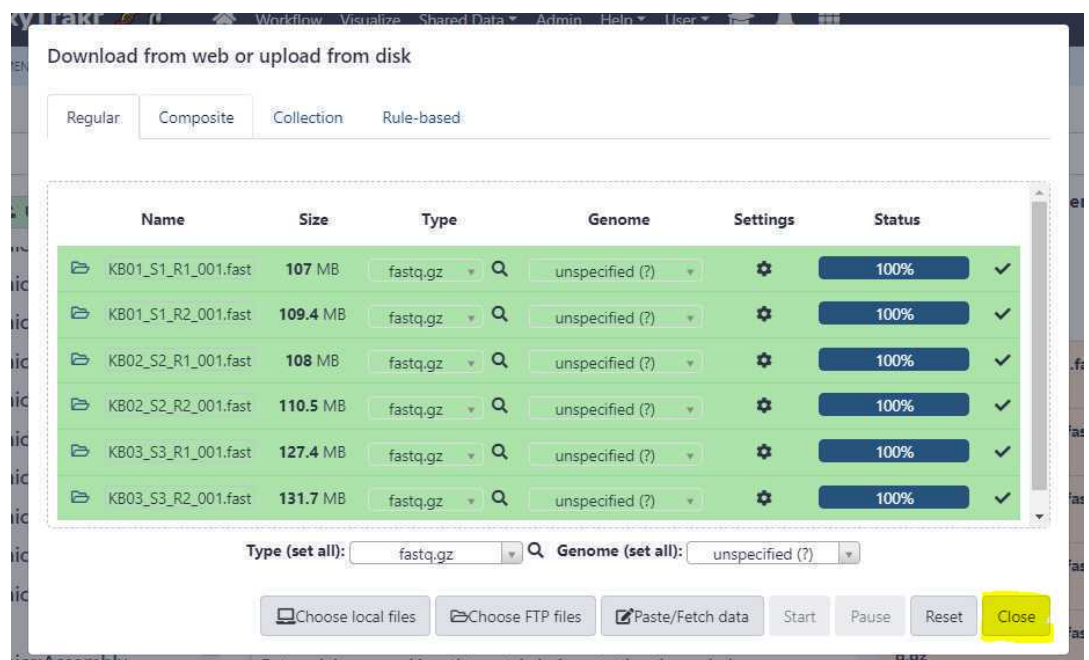 Workflow Visualize Shared Data Admin Help User
Download from web or upload from disk
Regular Composite Collection Rule-based
Name Size Type Genome Settings Status
KB01_S1_R1_001.fast 107 MB fastq.gz unspecified (?) 100%
KB01_S1_R2_001.fast 109.4 MB fastq.gz unspecified (?) 100%
KB02_S2_R1_001.fast 108 MB fastq.gz unspecified (?) 100%
KB02_S2_R2_001.fast 110.5 MB fastq.gz unspecified (?) 100%
KB03_S3_R1_001.fast 127.4 MB fastq.gz unspecified (?) 100%
KB03_S3_R2_001.fast 131.7 MB fastq.gz unspecified (?) 100%
Type (set all): fastq.gz Genome (set all): unspecified (?)
Choose local files Choose FTP files Paste/Fetch data Start Pause Reset Close